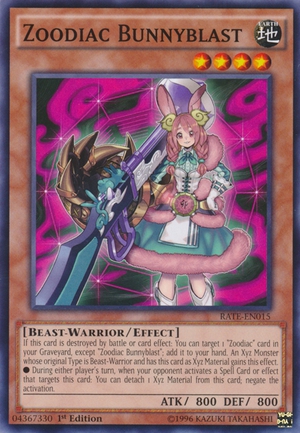 Zoodiac Bunnyblast
EARTH
地
RATE-EN015
[Beast-Warrior/Effect]
If this card is destroyed by battle or card effect: You can target 1 "Zoodiac" card in
your Graveyard, except "Zoodiac Bunnyblast"; add it to your hand. An Xyz Monster
whose original Type is Beast-Warrior and has this card as Xyz Material gains this effect.
● During either player's turn, when your opponent activates a Spell Card or effect
that targets this card: You can detach 1 Xyz Material from this card; negate the
activation.
ATK/ 800 DEF/ 800
04367330 1st Edition ©1996 KAZUKI TAKAHASHI